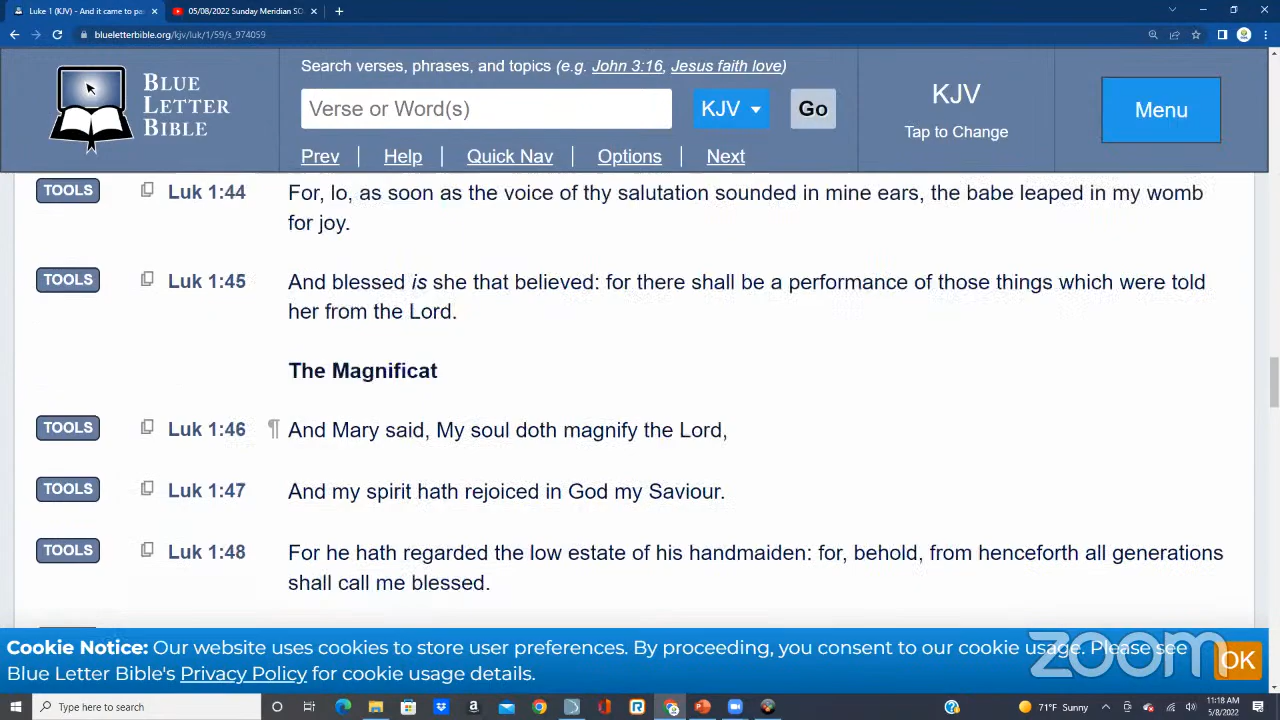 Luke 1 (KJV) - And it came to pa
05/08/2022 Sunday Meridian SO
blueletterbible.org/kjv/luk/1/59/s_974059
BLUE
LETTER
BIBLE
Search verses, phrases, and topics (e.g. John 3:16, Jesus faith love)
Verse or Word(s)
KJV
Go
Prev | Help | Quick Nav | Options | Next
KJV
Tap to Change
Menu
TOOLS Luk 1:44 For, lo, as soon as the voice of thy salutation sounded in mine ears, the babe leaped in my womb
for joy.
TOOLS Luk 1:45 And blessed is she that believed: for there shall be a performance of those things which were told
her from the Lord.
The Magnificat
TOOLS Luk 1:46 ¶ And Mary said, My soul doth magnify the Lord,
TOOLS Luk 1:47 And my spirit hath rejoiced in God my Saviour.
TOOLS Luk 1:48 For he hath regarded the low estate of his handmaiden: for, behold, from henceforth all generations
shall call me blessed.
Cookie Notice: Our website uses cookies to store user preferences. By proceeding, you consent to our cookie usage. Please see
Blue Letter Bible's Privacy Policy for cookie usage details.
OK
zoom
Type here to search
71°F Sunny
11:18 AM
5/8/2022